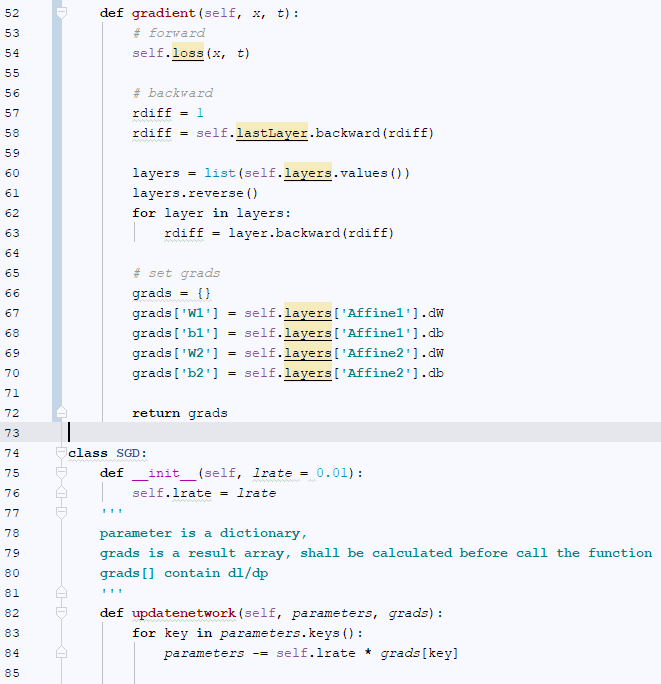 52     def gradient(self, x, t):
53         # forward
54         self.loss(x, t)
55
56         # backward
57         rdiff = 1
58         rdiff = self.lastLayer.backward(rdiff)
59
60         layers = list(self.layers.values())
61         layers.reverse()
62         for layer in layers:
63             rdiff = layer.backward(rdiff)
64
65         # set grads
66         grads = {}
67         grads['W1'] = self.layers['Affine1'].dW
68         grads['b1'] = self.layers['Affine1'].db
69         grads['W2'] = self.layers['Affine2'].dW
70         grads['b2'] = self.layers['Affine2'].db
71
72         return grads
73
74 class SGD:
75     def __init__(self, lrate = 0.01):
76         self.lrate = lrate
77     '''
78     parameter is a dictionary,
79     grads is a result array, shall be calculated before call the function
80     grads[] contain dl/dp
81     '''
82     def updatenetwork(self, parameters, grads):
83         for key in parameters.keys():
84             parameters -= self.lrate * grads[key]
85